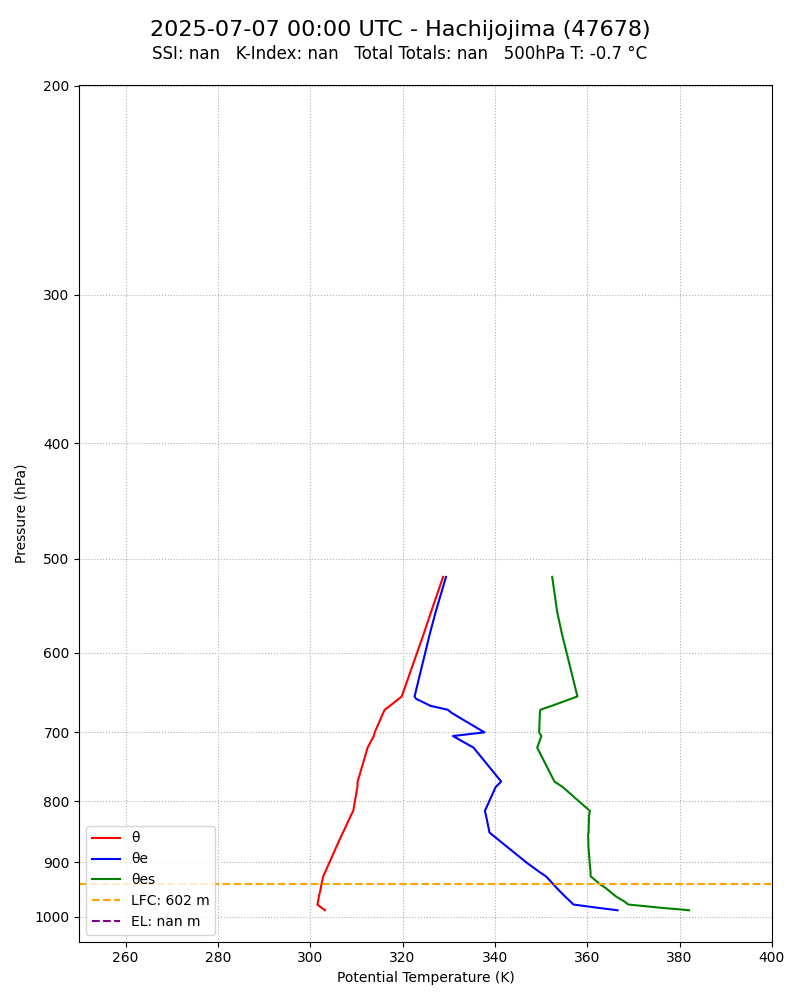 2025-07-07 00:00 UTC - Hachijojima (47678)
SSI: nan   K-Index: nan   Total Totals: nan   500hPa T: -0.7 °C
200
300
400
500
600
700
800
900
1000
Pressure (hPa)
θ
θe
θes
LFC: 602 m
EL: nan m
260
280
300
320
340
360
380
400
Potential Temperature (K)